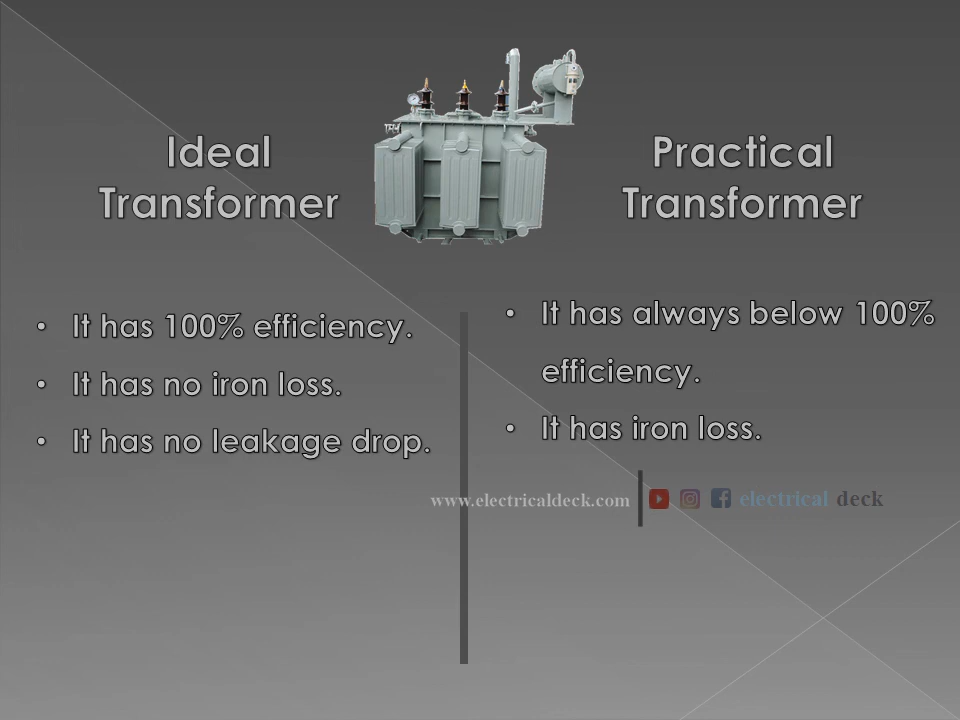 Ideal
Transformer
Practical
Transformer
• It has 100% efficiency.
• It has no iron loss.
• It has no leakage drop.
• It has always below 100%
efficiency.
• It has iron loss.
www.electricaldeck.com
electrical deck